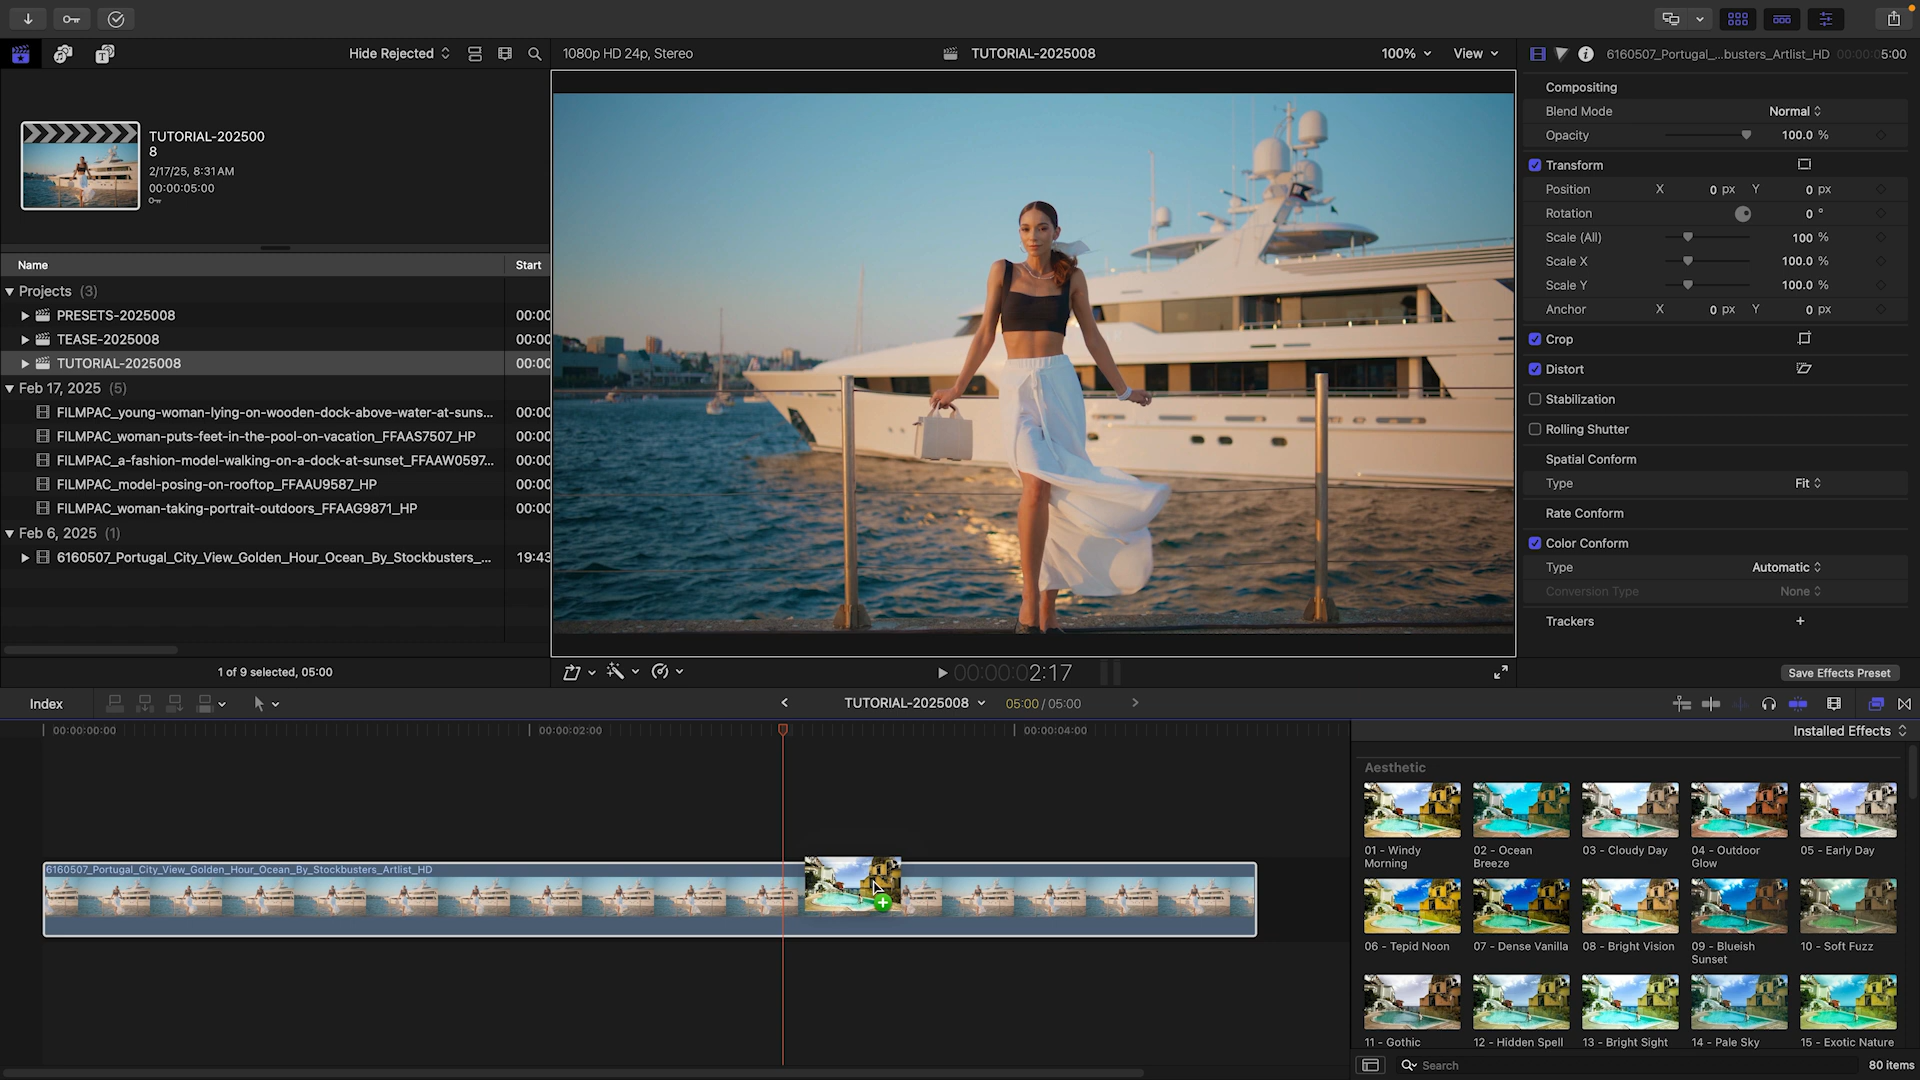 Hide Rejected
1080p HD 24p, Stereo
TUTORIAL-2025008
100%
View
6160507_Portugal_...busters_Artlist_HD
00:00:05:00
TUTORIAL-202500
8
2/17/25, 8:31 AM
00:00:05:00
Name
Start
Projects (3)
PRESETS-2025008
00:00
TEASE-2025008
00:00
TUTORIAL-2025008
00:00
Feb 17, 2025 (5)
FILMPAC_young-woman-lying-on-wooden-dock-above-water-at-suns...
00:00
FILMPAC_woman-puts-feet-in-the-pool-on-vacation_FFAAS7507_HP
00:00
FILMPAC_a-fashion-model-walking-on-a-dock-at-sunset_FFAAW0597...
00:00
FILMPAC_model-posing-on-rooftop_FFAAU9587_HP
00:00
FILMPAC_woman-taking-portrait-outdoors_FFAAG9871_HP
00:00
Feb 6, 2025 (1)
6160507_Portugal_City_View_Golden_Hour_Ocean_By_Stockbusters_...
19:43
1 of 9 selected, 05:00
00:00:02:17
Compositing
Blend Mode
Normal
Opacity
100.0 %
Transform
Position X 0 px Y 0 px
Rotation 0 °
Scale (All) 100 %
Scale X 100.0 %
Scale Y 100.0 %
Anchor X 0 px Y 0 px
Crop
Distort
Stabilization
Rolling Shutter
Spatial Conform
Type Fit
Rate Conform
Color Conform
Type Automatic
Conversion Type None
Trackers +
Save Effects Preset
Index
TUTORIAL-2025008
05:00 / 05:00
00:00:00:00
00:00:02:00
00:00:04:00
6160507_Portugal_City_View_Golden_Hour_Ocean_By_Stockbusters_Artlist_HD
Installed Effects
Aesthetic
01 - Windy
Morning
02 - Ocean
Breeze
03 - Cloudy Day
04 - Outdoor
Glow
05 - Early Day
06 - Tepid Noon
07 - Dense Vanilla
08 - Bright Vision
09 - Blueish
Sunset
10 - Soft Fuzz
11 - Gothic
12 - Hidden Spell
13 - Bright Sight
14 - Pale Sky
15 - Exotic Nature
Search
80 items